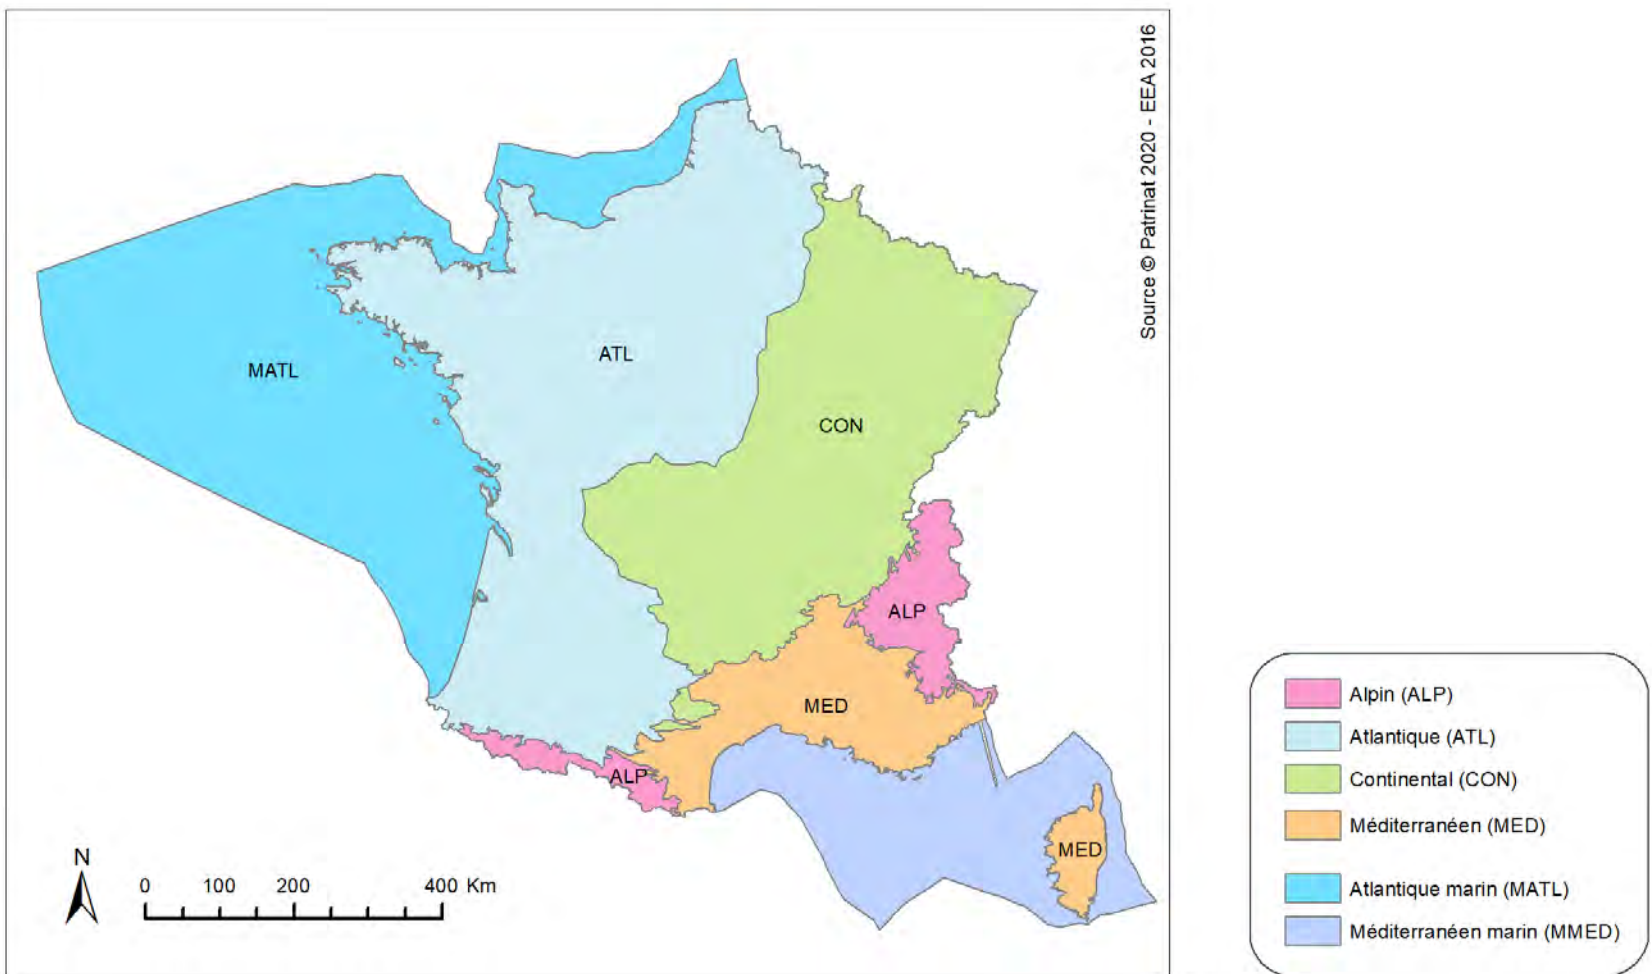 Source © Patrinat 2020 - EEA 2016
ATL
MATL
CON
ALP
MED
ALP
MED
N
0 100 200 400 Km
Alpin (ALP)
Atlantique (ATL)
Continental (CON)
Méditerranéen (MED)
Atlantique marin (MATL)
Méditerranéen marin (MMED)